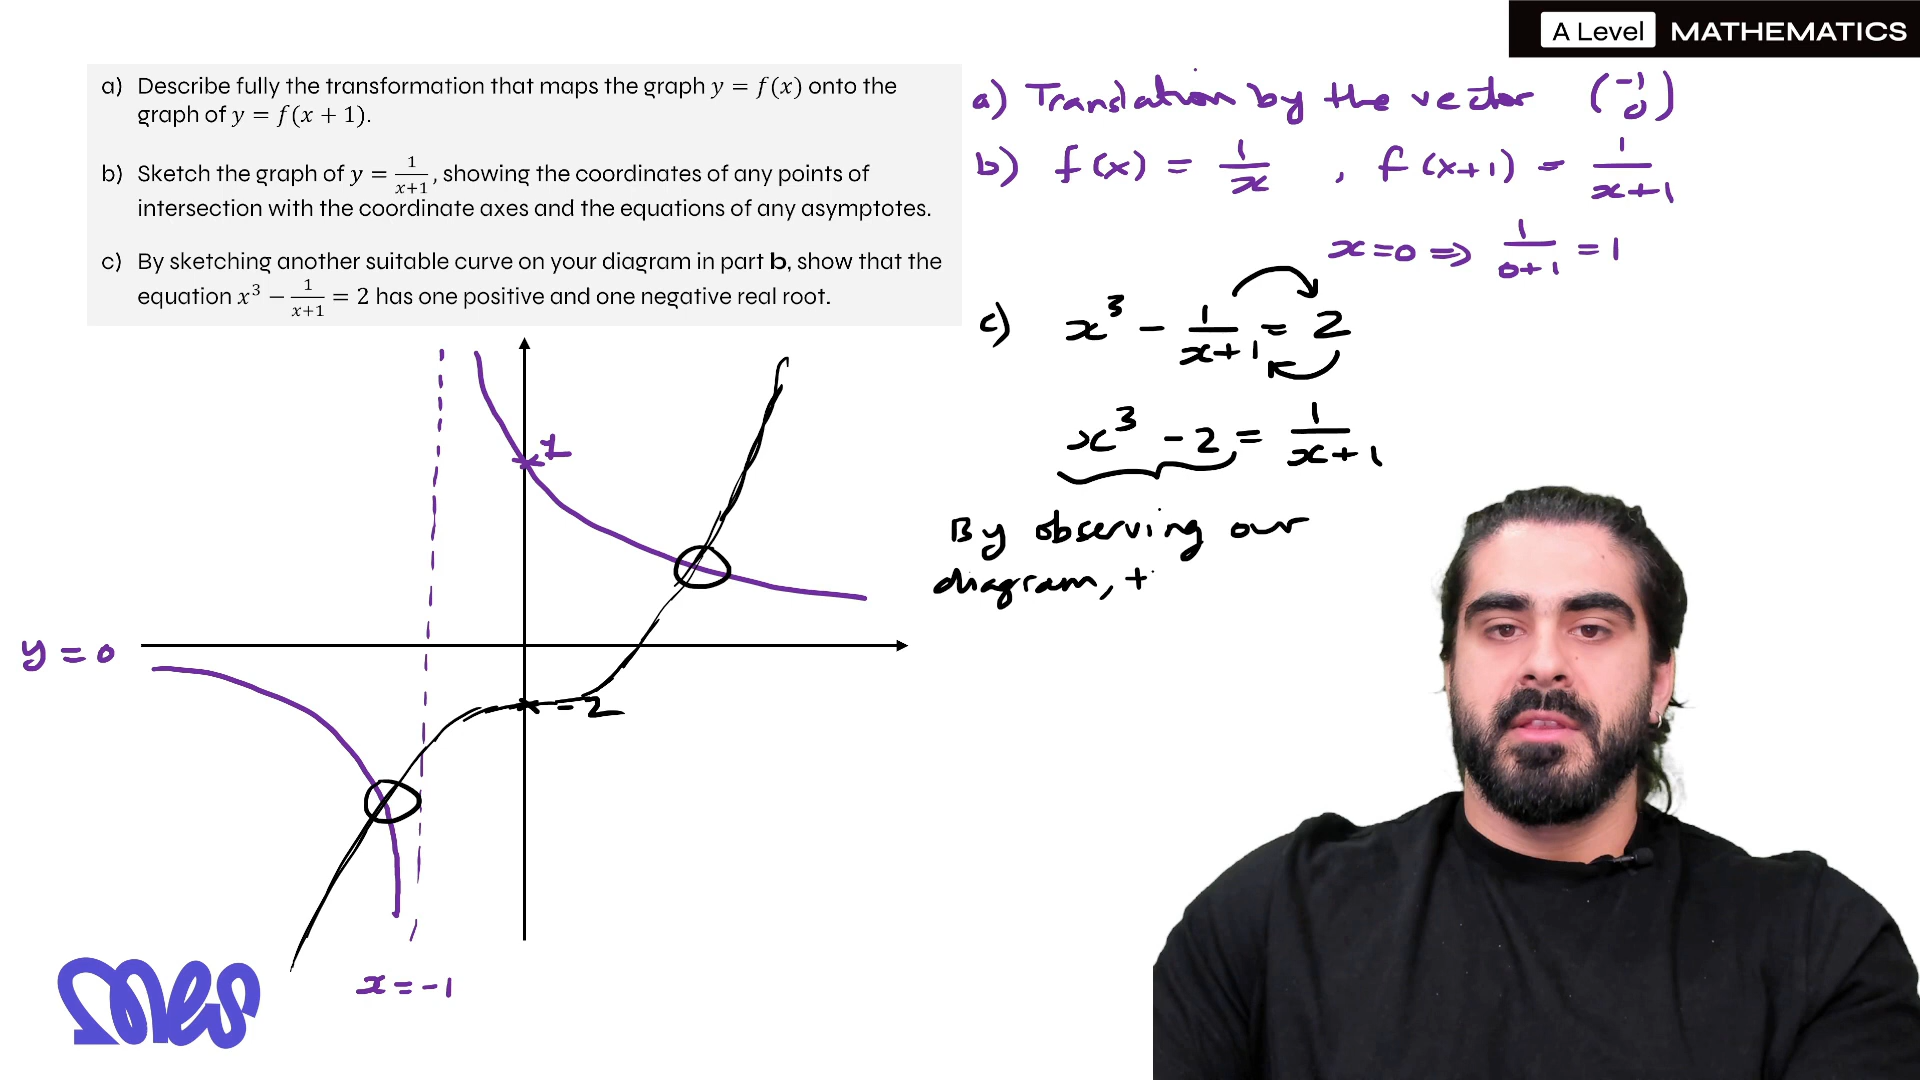 A Level MATHEMATICS
a) Describe fully the transformation that maps the graph y = f(x) onto the
graph of y = f(x + 1).
b) Sketch the graph of y = 1/(x+1), showing the coordinates of any points of
intersection with the coordinate axes and the equations of any asymptotes.
c) By sketching another suitable curve on your diagram in part b, show that the
equation x³ − 1/(x+1) = 2 has one positive and one negative real root.
a) Translation by the vector (-1 0)
b) f(x) = 1/x , f(x+1) = 1/(x+1)
x=0 ⇒ 1/(0+1) = 1
c) x³ − 1/(x+1) = 2
x³ − 2 = 1/(x+1)
By observing our
diagram, t
1
y = 0
-2
x = -1
mes